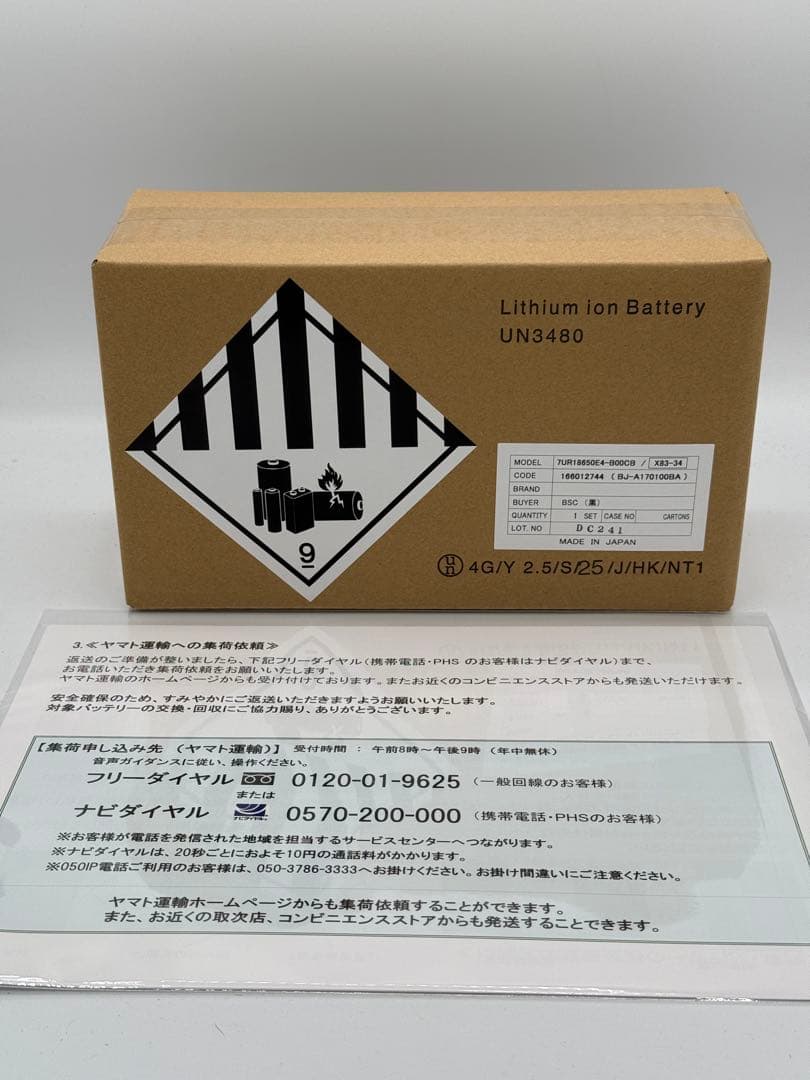 Lithium ion Battery
UN3480
MODEL 7UR18650E4-B00CB / X83-34
CODE 166012744 ( BJ-A170100BA )
BRAND
BUYER BSC (黒)
QUANTITY 1 SET CASE NO CARTONS
LOT. NO DC241
MADE IN JAPAN
9
un 4G/Y 2.5/S/25/J/HK/NT1
3.≪ヤマト運輸への集荷依頼≫
返送のご準備が整いましたら、下記フリーダイヤル(携帯電話・PHS のお客様はナビダイヤル)まで、
お電話いただき集荷依頼をお願いいたします。
ヤマト運輸ホームページからも受け付けております。またお近くのコンビニエンスストアからも発送いただけます。
安全確保のため、すみやかにご返送いただきますようお願いいたします。
対象バッテリーの交換・回収にご協力賜り、ありがとうございます。
【集荷申し込み先 (ヤマト運輸)】 受付時間 : 午前8時~午後9時 (年中無休)
音声ガイダンスに従い、操作ください。
フリーダイヤル 0120-01-9625 (一般回線のお客様)
または
ナビダイヤル ナビダイヤル 0570-200-000 (携帯電話・PHSのお客様)
※お客様が電話を発信された地域を担当するサービスセンターへつながります。
※ナビダイヤルは、20秒ごとにおよそ10円の通話料がかかります。
※050IP電話ご利用のお客様は、050-3786-3333へお掛けください。お掛け間違いにご注意ください。
ヤマト運輸ホームページからも集荷依頼することができます。
また、お近くの取次店、コンビニエンスストアからも発送することできます。